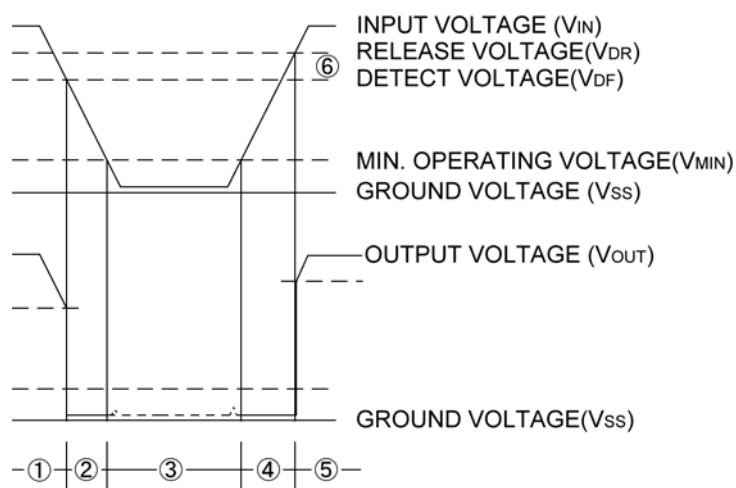 INPUT VOLTAGE (VIN)
RELEASE VOLTAGE(VDR)
⑥
DETECT VOLTAGE(VDF)
MIN. OPERATING VOLTAGE(VMIN)
GROUND VOLTAGE (VSS)
OUTPUT VOLTAGE (VOUT)
GROUND VOLTAGE(VSS)
① ② ③ ④ ⑤